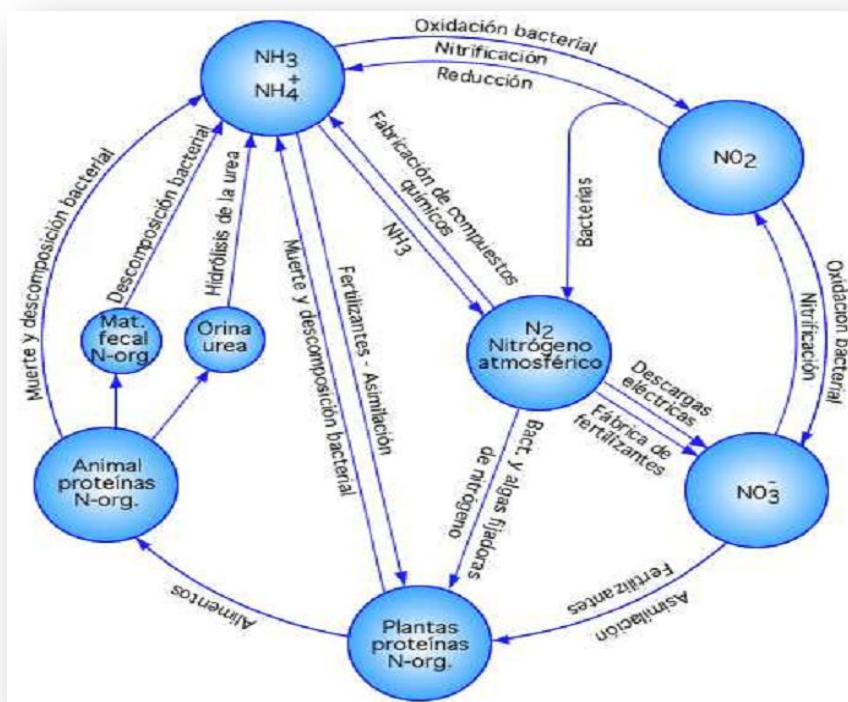 NH3
NH4+
Oxidación bacterial
Nitrificación
Reducción
NO2
Bacterias
Fabricación de compuestos
químicos
NH3
Muerte y descomposición bacterial
Descomposición bacterial
Hidrólisis de la urea
Fertilizantes - Asimilación
Muerte y descomposición bacterial
Mat.
fecal
N-org.
Orina
urea
N2
Nitrógeno
atmosférico
Oxidación bacterial
Nitrificación
Descargas
eléctricas
Fábrica de
fertilizantes
Animal
proteínas
N-org.
Bact. y algas fijadoras
de nitrógeno
NO3-
Alimentos
Plantas
proteínas
N-org.
Fertilizantes
Asimilación